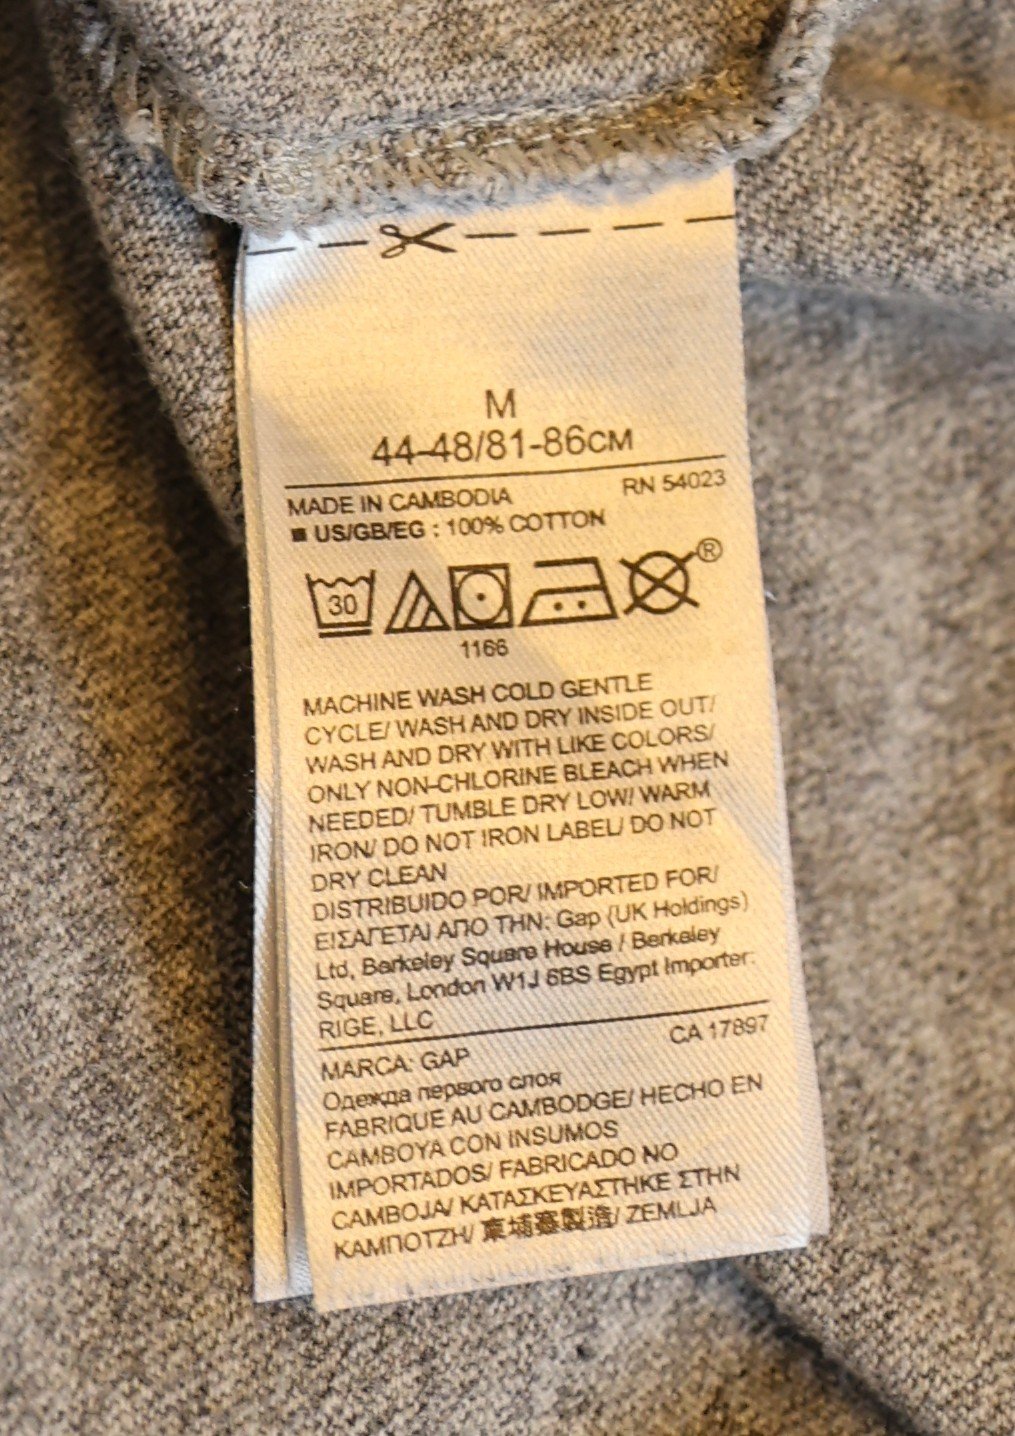 M
44-48/81-86CM
MADE IN CAMBODIA RN 54023
US/GB/EG : 100% COTTON
30 ®
1166
MACHINE WASH COLD GENTLE
CYCLE/ WASH AND DRY INSIDE OUT/
WASH AND DRY WITH LIKE COLORS/
ONLY NON-CHLORINE BLEACH WHEN
NEEDED/ TUMBLE DRY LOW/ WARM
IRON/ DO NOT IRON LABEL/ DO NOT
DRY CLEAN
DISTRIBUIDO POR/ IMPORTED FOR/
ΕΙΣΑΓΕΤΑΙ ΑΠΟ ΤΗΝ: Gap (UK Holdings)
Ltd, Berkeley Square House / Berkeley
Square, London W1J 6BS Egypt Importer:
RIGE, LLC
MARCA: GAP CA 17897
Одежда первого слоя
FABRIQUE AU CAMBODGE/ HECHO EN
CAMBOYA CON INSUMOS
IMPORTADOS/ FABRICADO NO
CAMBOJA/ ΚΑΤΑΣΚΕΥΑΣΤΗΚΕ ΣΤΗΝ
ΚΑΜΠΟΤΖΗ/ 柬埔寨製造/ ZEMLJA